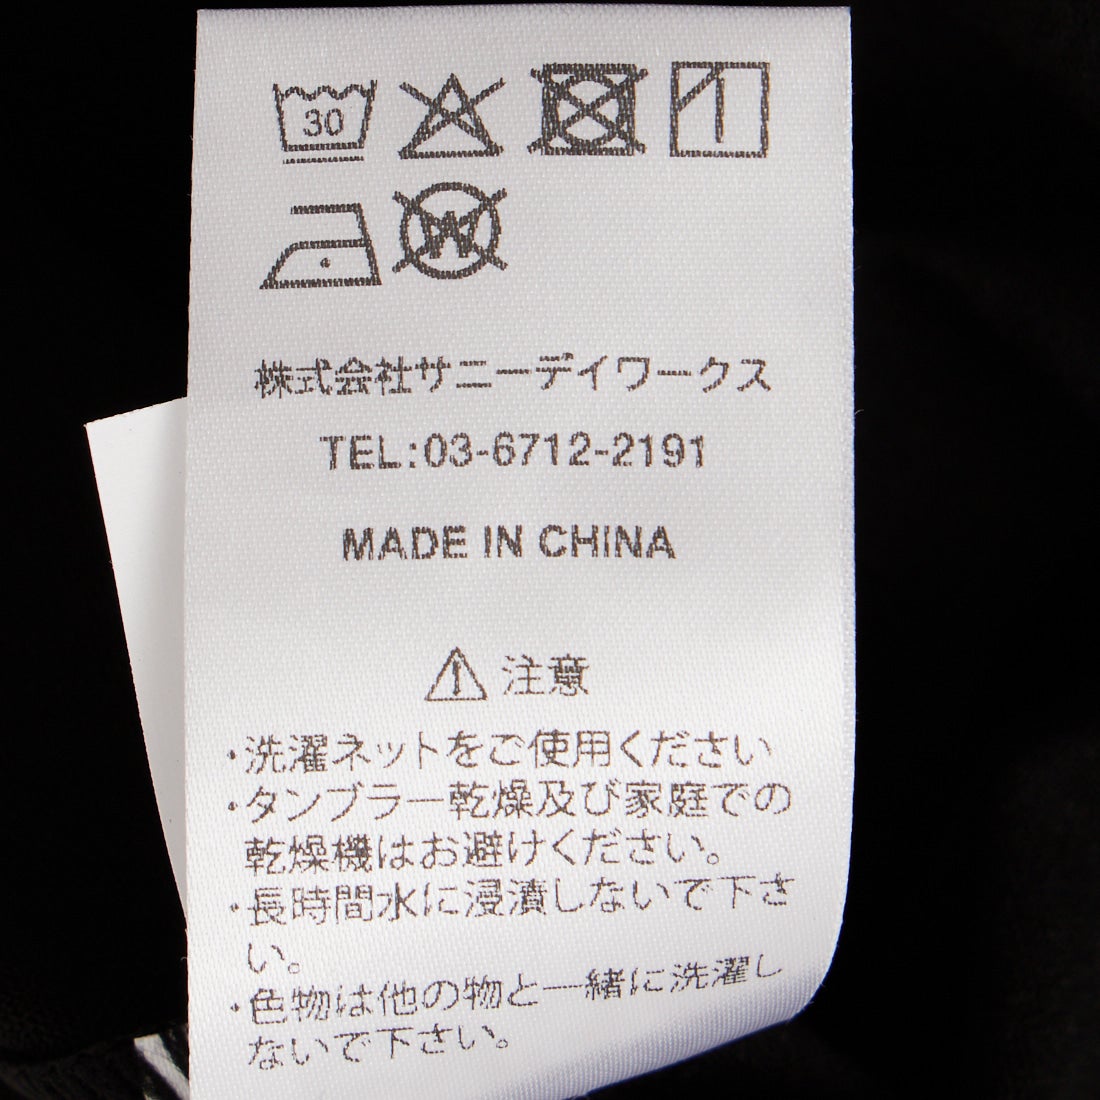 30
W
株式会社サニーデイワークス
TEL:03-6712-2191
MADE IN CHINA
注意
・洗濯ネットをご使用ください
・タンブラー乾燥及び家庭での
乾燥機はお避けください。
・長時間水に浸漬しないで下さ
い。
・色物は他の物と一緒に洗濯し
ないで下さい。